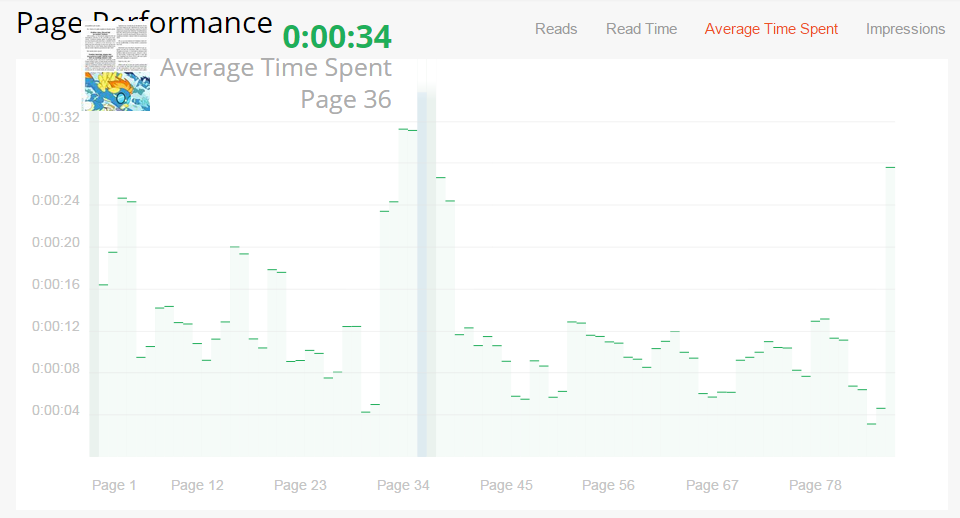 Page Performance
0:00:34
Average Time Spent
Page 36
Reads Read Time Average Time Spent Impressions
0:00:32
0:00:28
0:00:24
0:00:20
0:00:16
0:00:12
0:00:08
0:00:04
Page 1 Page 12 Page 23 Page 34 Page 45 Page 56 Page 67 Page 78